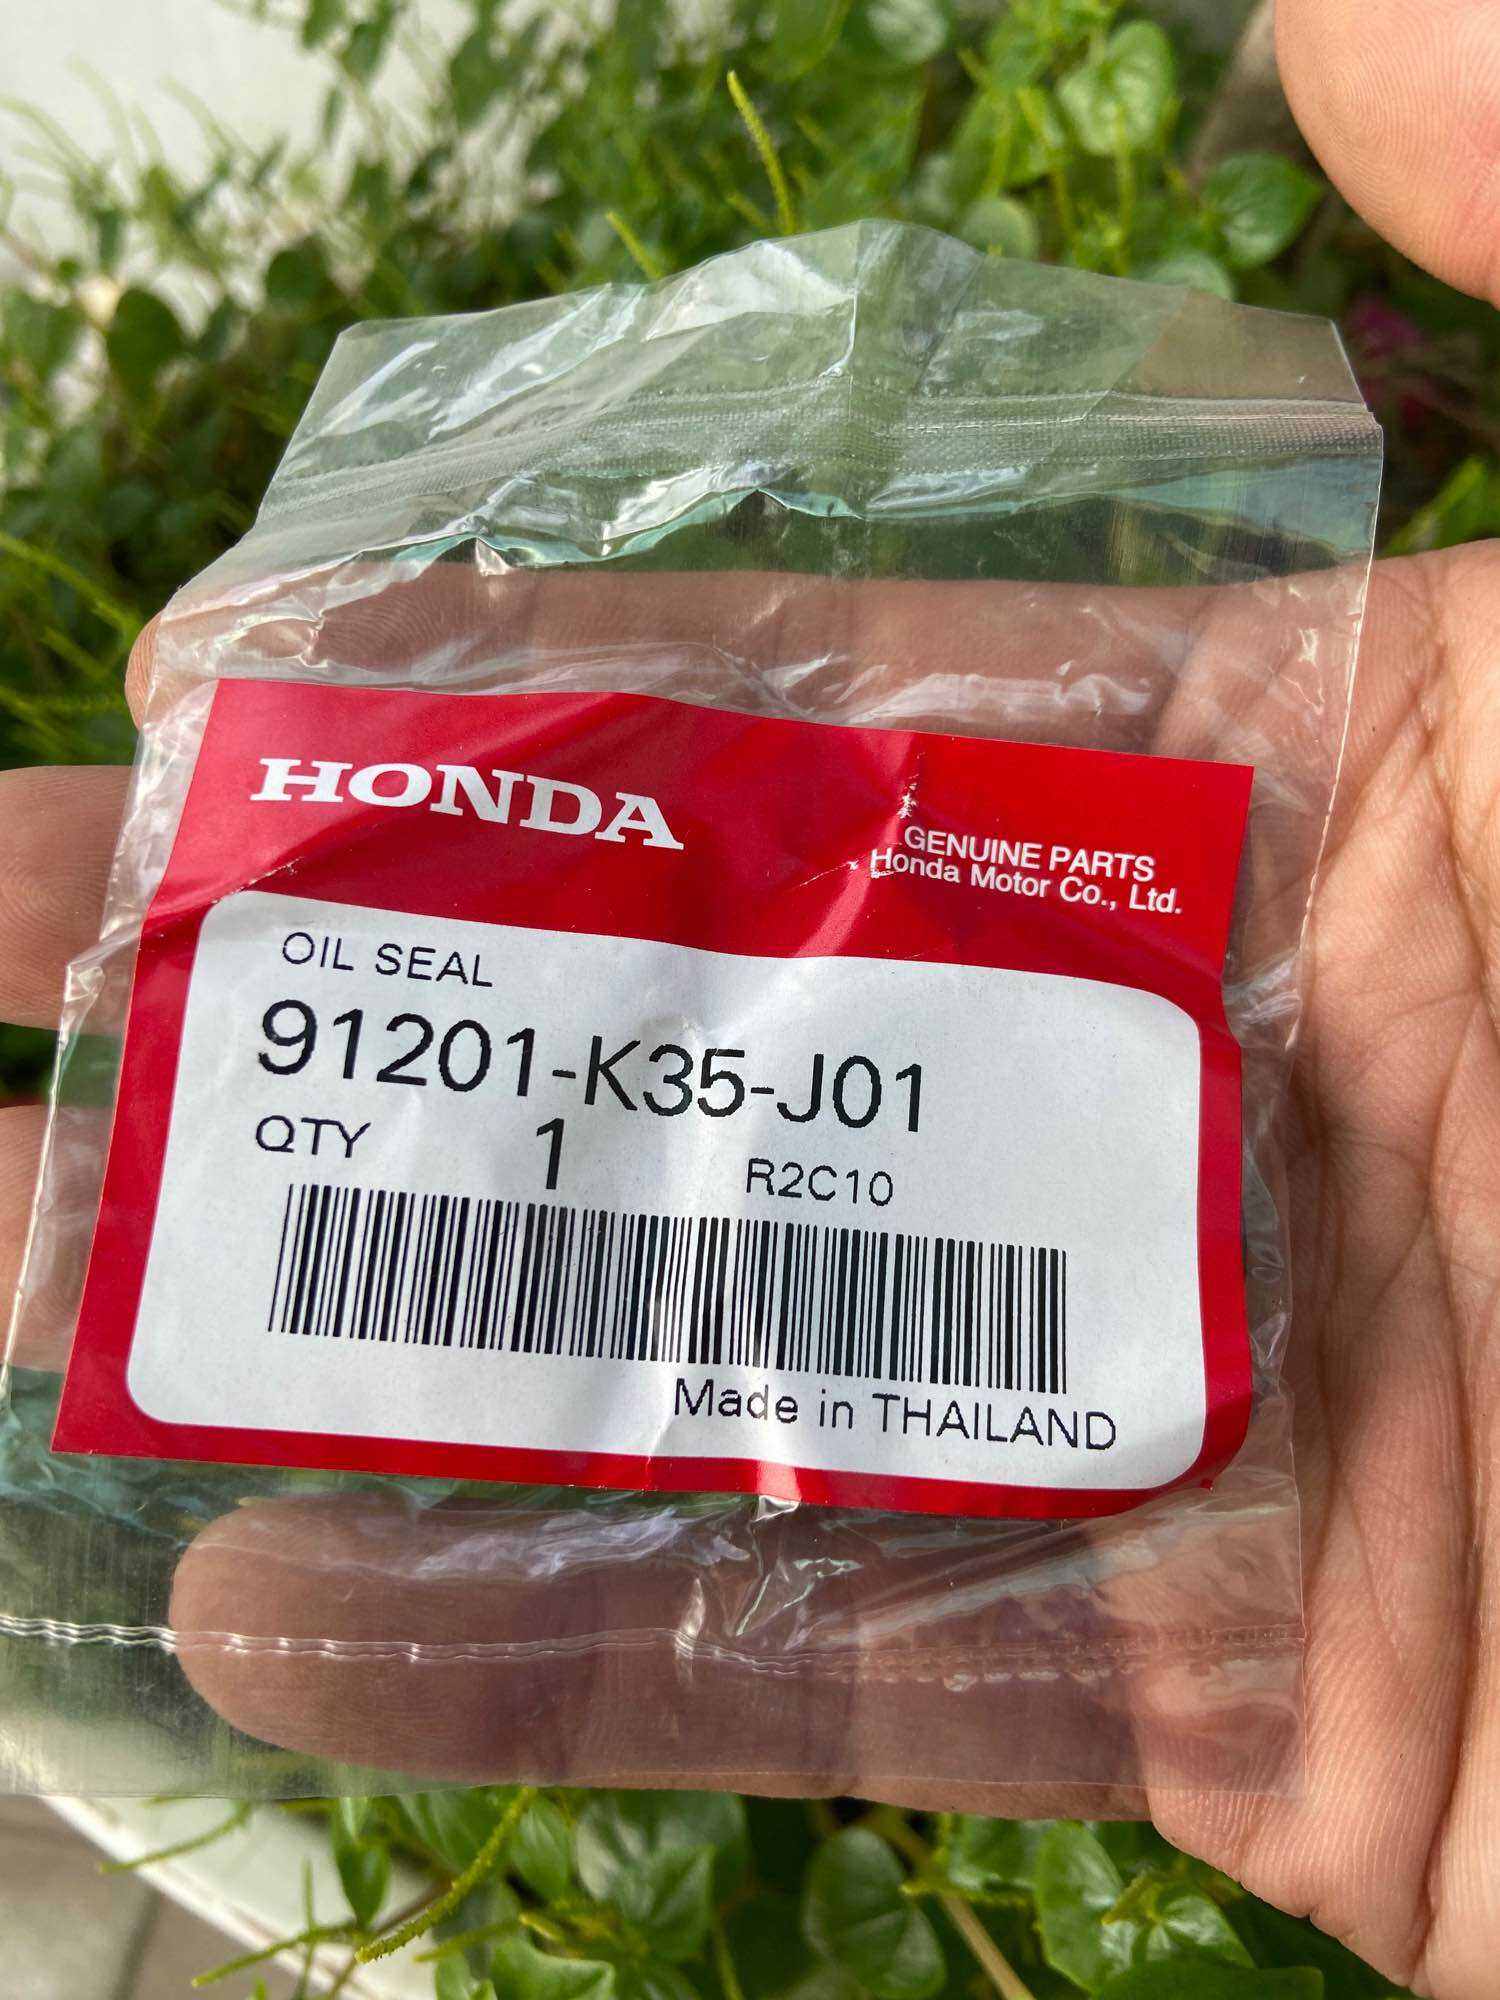 HONDA
GENUINE PARTS
Honda Motor Co., Ltd.
OIL SEAL
91201-K35-J01
QTY 1 R2C10
Made in THAILAND